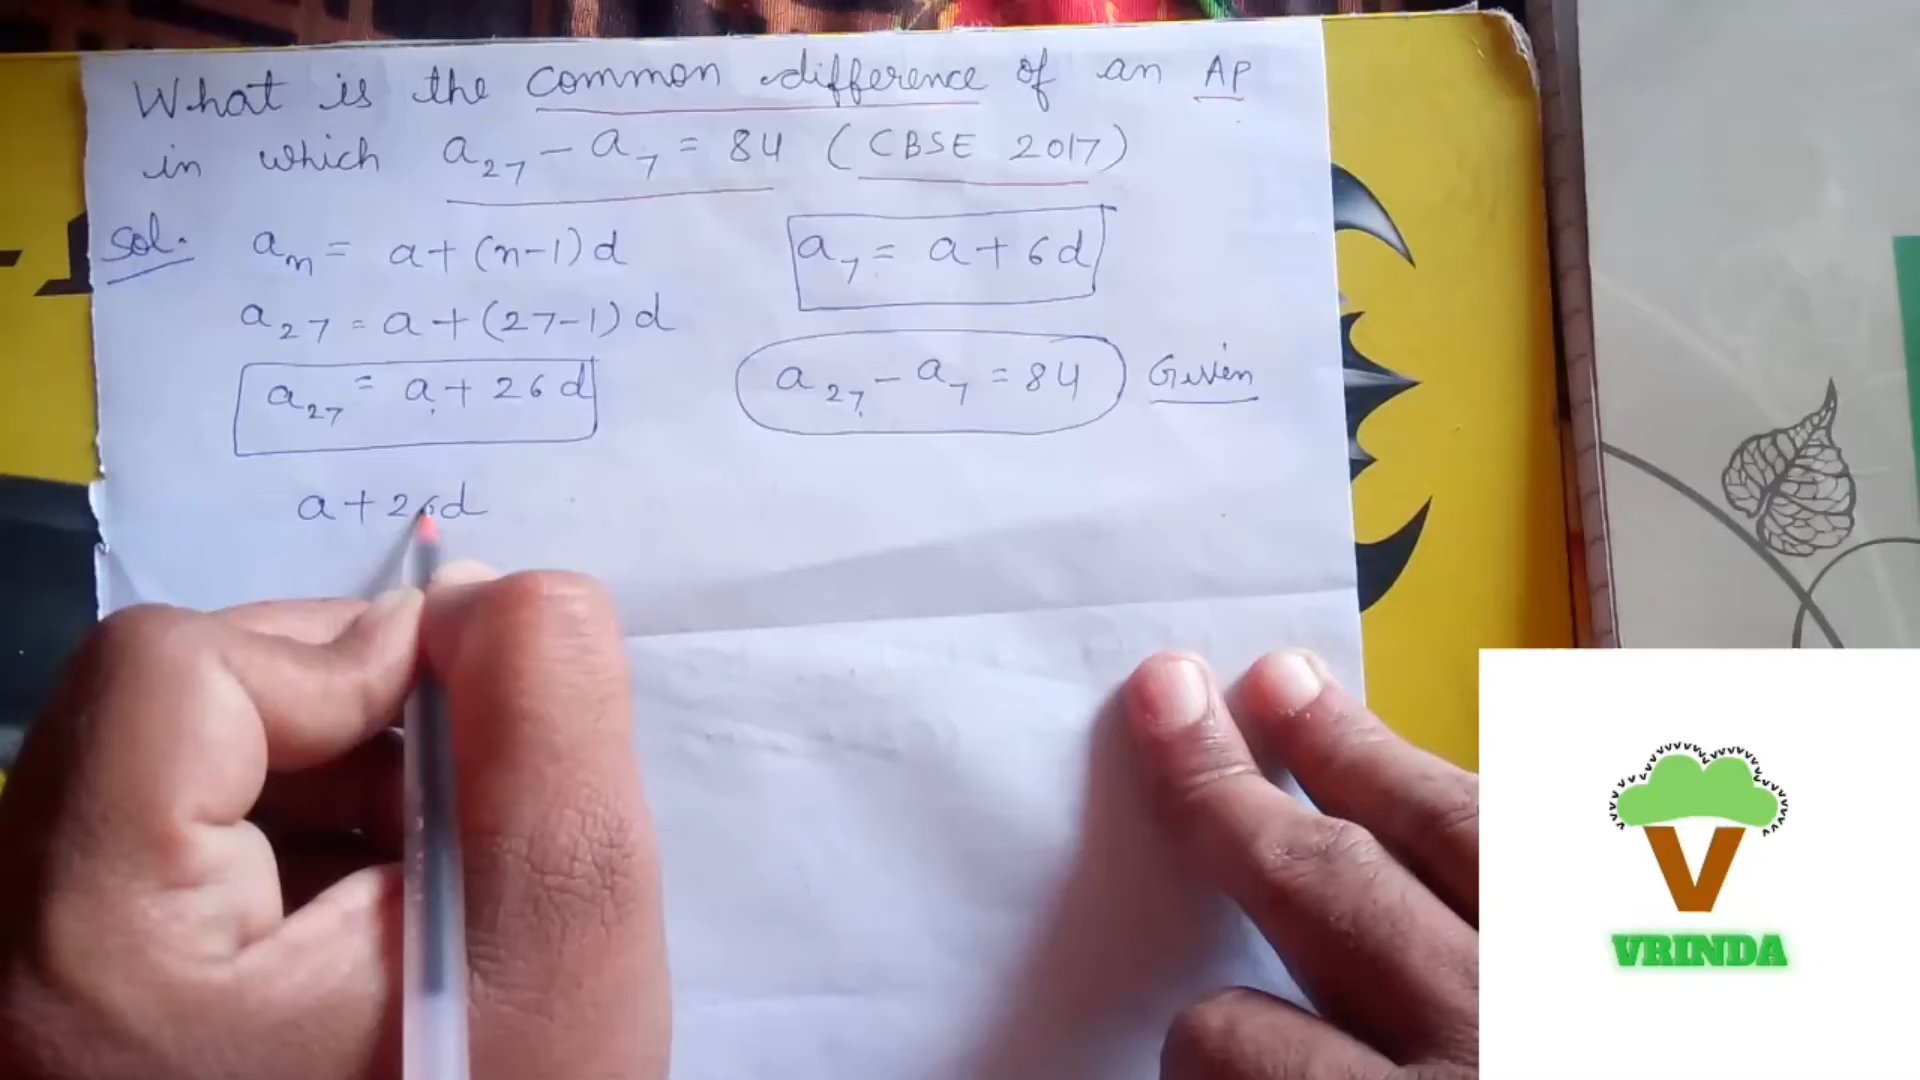 What is the common difference of an AP
in which a₂₇ - a₇ = 84 (CBSE 2017)
Sol. aₙ = a + (n-1) d
a₂₇ = a + (27-1) d
a₂₇ = a + 26 d
a + 26d
a₇ = a + 6d
a₂₇ - a₇ = 84 Given
V
VRINDA